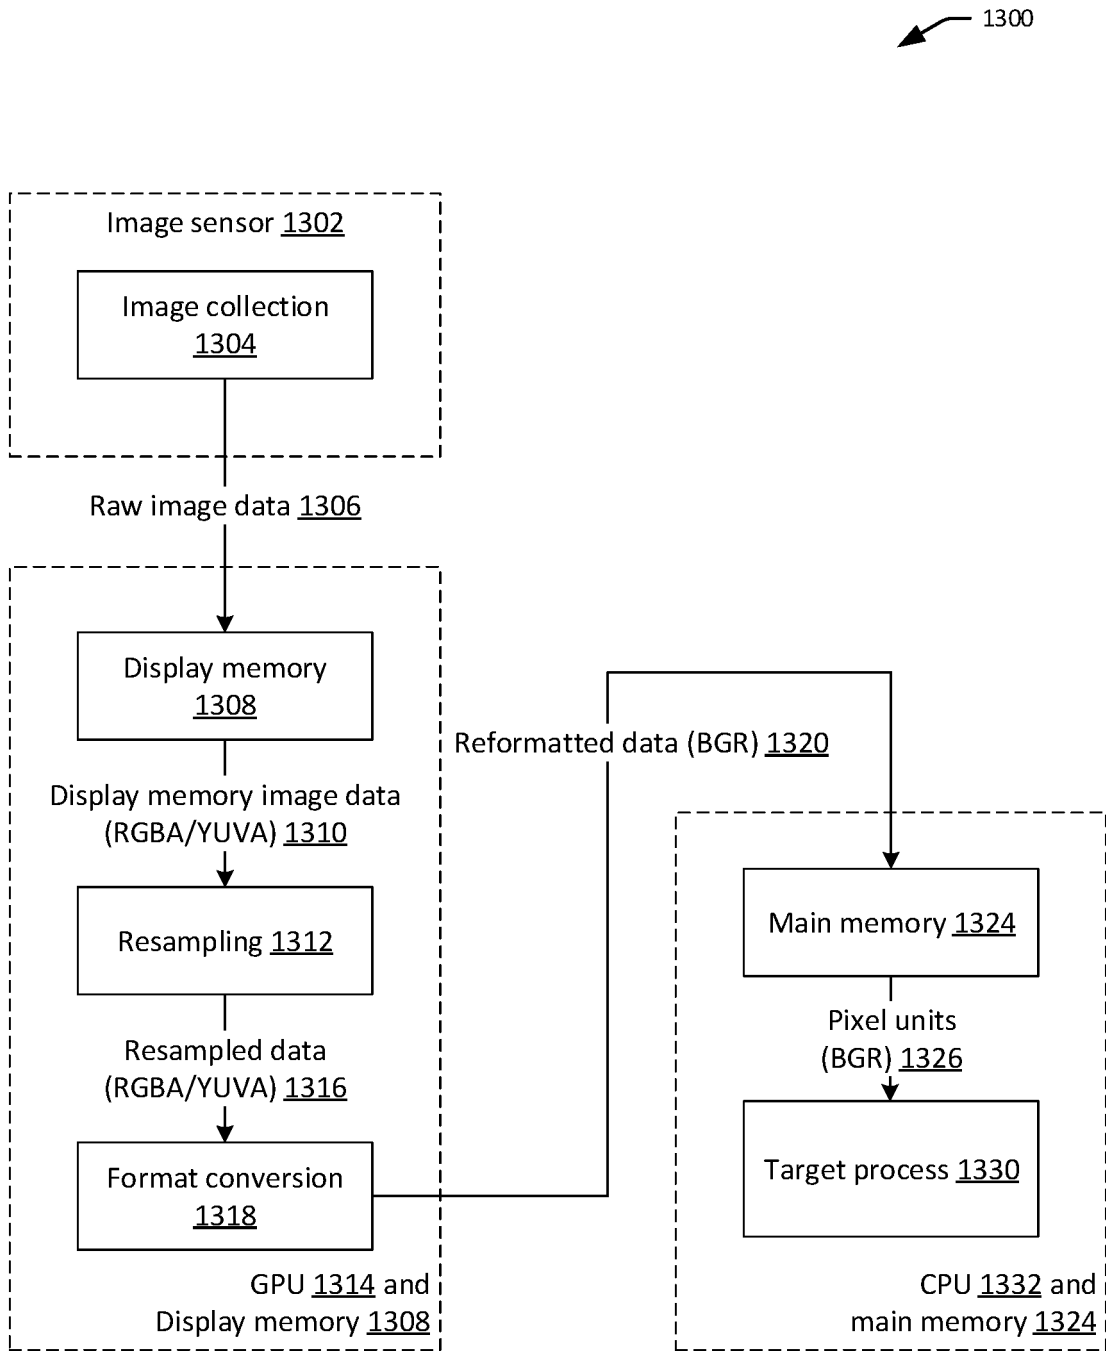 1300
Image sensor 1302
Image collection
1304
Raw image data 1306
Display memory
1308
Display memory image data
(RGBA/YUVA) 1310
Resampling 1312
Resampled data
(RGBA/YUVA) 1316
Format conversion
1318
GPU 1314 and
Display memory 1308
Reformatted data (BGR) 1320
Main memory 1324
Pixel units
(BGR) 1326
Target process 1330
CPU 1332 and
main memory 1324